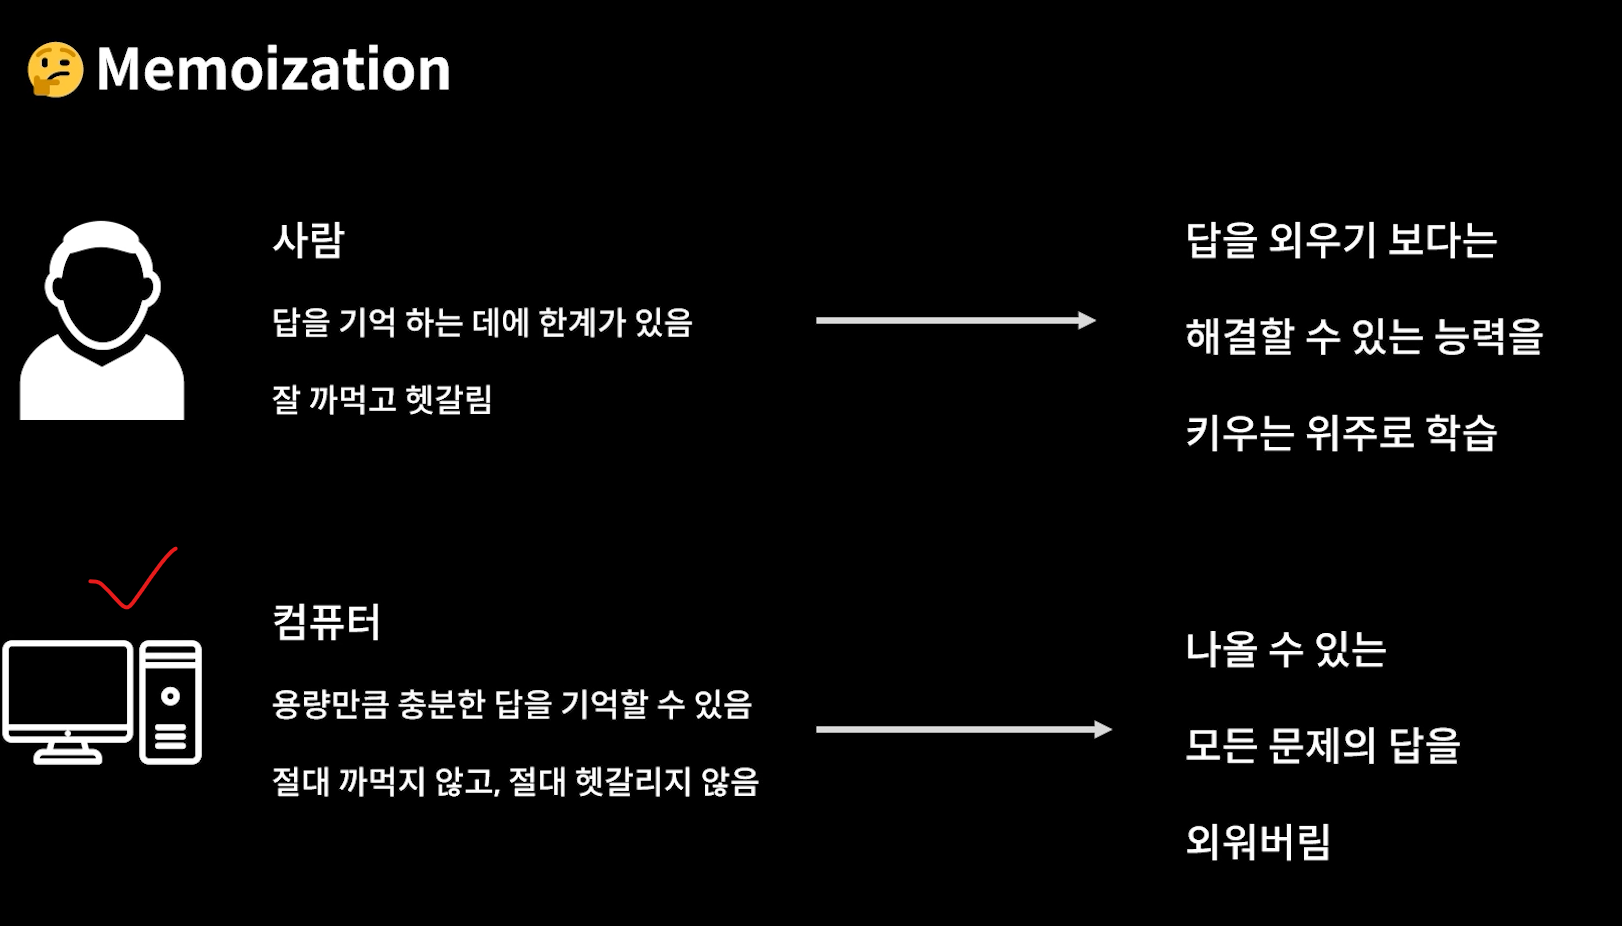 Memoization
사람
답을 기억 하는 데에 한계가 있음
잘 까먹고 헷갈림
답을 외우기 보다는
해결할 수 있는 능력을
키우는 위주로 학습
컴퓨터
용량만큼 충분한 답을 기억할 수 있음
절대 까먹지 않고, 절대 헷갈리지 않음
나올 수 있는
모든 문제의 답을
외워버림